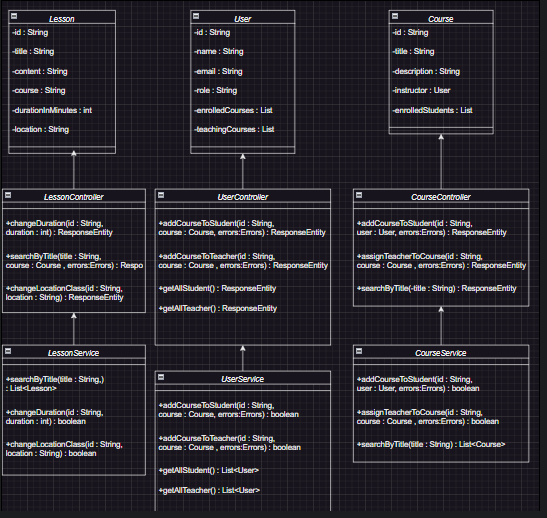 Lesson
-id : String
-title : String
-content : String
-course : String
-durationInMinutes : int
-location : String
User
-id : String
-name : String
-email : String
-role : String
-enrolledCourses : List
-teachingCourses : List
Course
-id : String
-title : String
-description : String
-instructor : User
-enrolledStudents : List
LessonController
+changeDuration(id : String,
duration : int) : ResponseEntity
+searchByTitle(title : String,
course : Course , errors:Errors) : Respo
+changeLocationClass(id : String,
location : String) : ResponseEntity
UserController
+addCourseToStudent(id : String,
course : Course, errors:Errors) : ResponseEntity
+addCourseToTeacher(id : String,
course : Course , errors:Errors) : ResponseEntity
+getAllStudent() : ResponseEntity
+getAllTeacher() : ResponseEntity
CourseController
+addCourseToStudent(id : String,
user : User, errors:Errors) : ResponseEntity
+assignTeacherToCourse(id : String,
course : Course , errors:Errors) : ResponseEntity
+searchByTitle(-title : String) : ResponseEntity
LessonService
+searchByTitle(title : String,)
: List<Lesson>
+changeDuration(id : String,
duration : int) : boolean
+changeLocationClass(id : String,
location : String) : boolean
UserService
+addCourseToStudent(id : String,
course : Course, errors:Errors) : boolean
+addCourseToTeacher(id : String,
course : Course , errors:Errors) : boolean
+getAllStudent() : List<User>
+getAllTeacher() : List<User>
CourseService
+addCourseToStudent(id : String,
user : User, errors:Errors) : boolean
+assignTeacherToCourse(id : String,
course : Course , errors:Errors) : boolean
+searchByTitle(title : String) : List<Course>